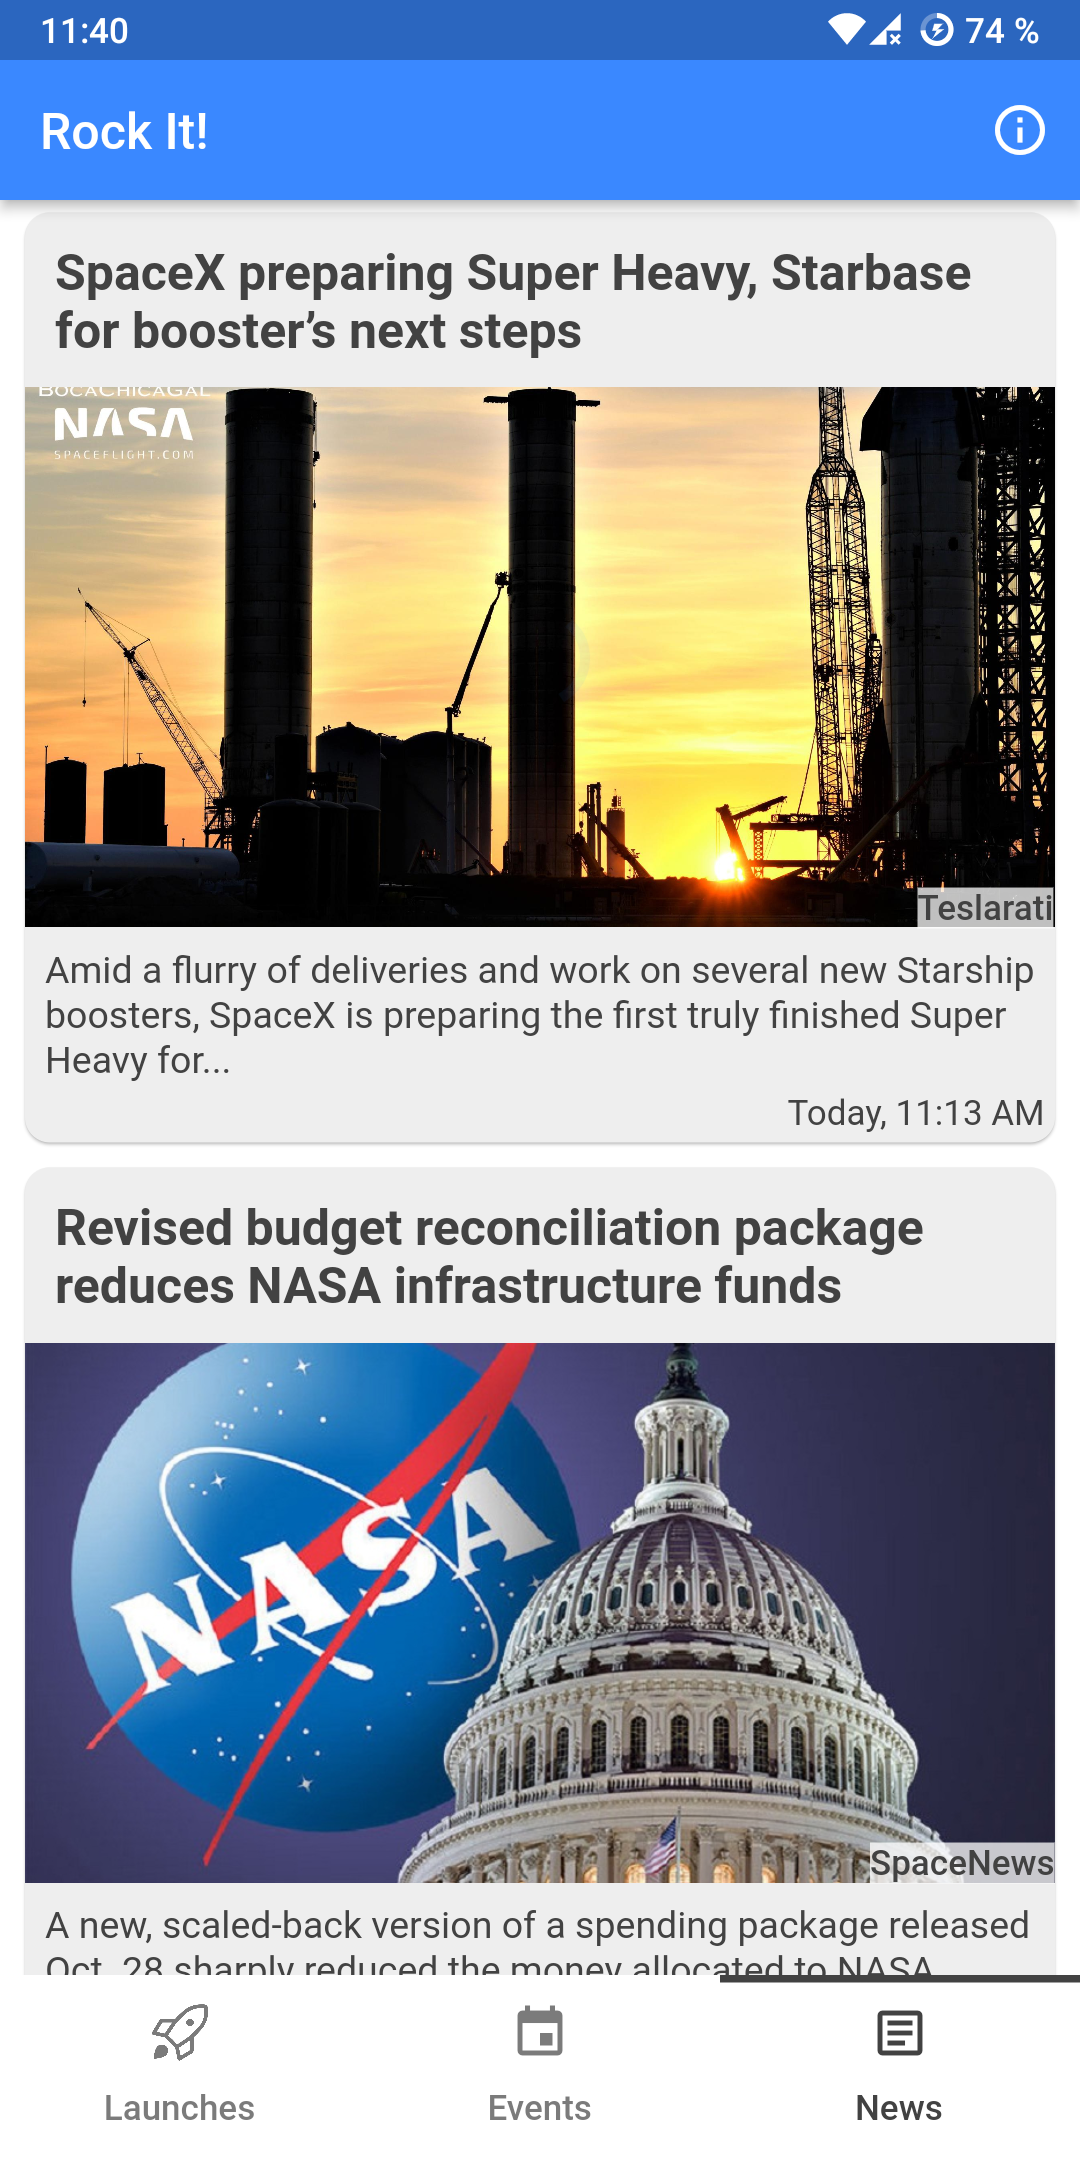 11:40
74 %
Rock It!
SpaceX preparing Super Heavy, Starbase
for booster’s next steps
BOCACHICAGAL
NASA
SPACEFLIGHT.COM
Teslarati
Amid a flurry of deliveries and work on several new Starship
boosters, SpaceX is preparing the first truly finished Super
Heavy for...
Today, 11:13 AM
Revised budget reconciliation package
reduces NASA infrastructure funds
NASA
SpaceNews
A new, scaled-back version of a spending package released
Oct. 28 sharply reduced the money allocated to NASA
Launches
Events
News